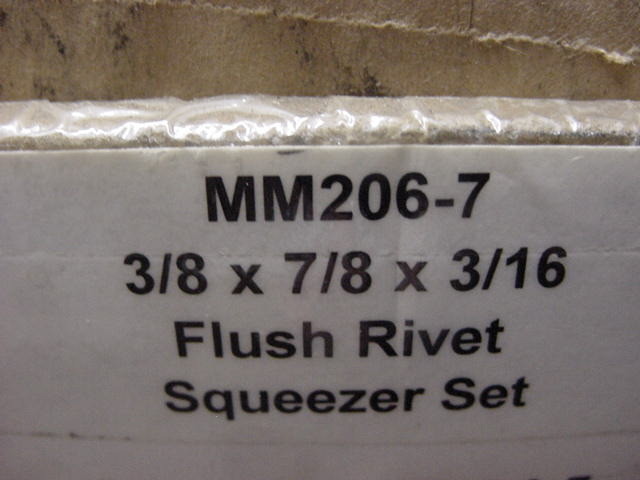 MM206-7
3/8 x 7/8 x 3/16
Flush Rivet
Squeezer Set